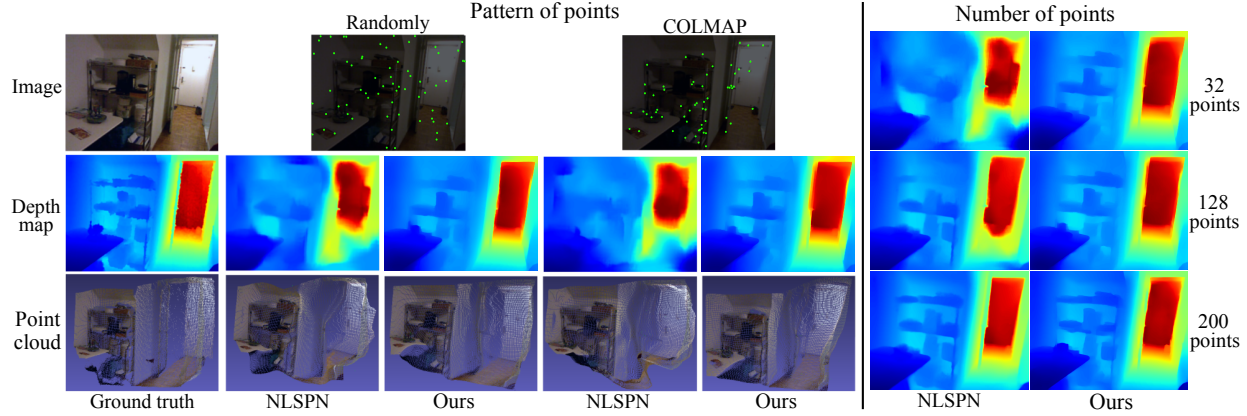 Pattern of points
Number of points
Randomly
COLMAP
Image
32
points
Depth
map
128
points
Point
cloud
200
points
Ground truth
NLSPN
Ours
NLSPN
Ours
NLSPN
Ours